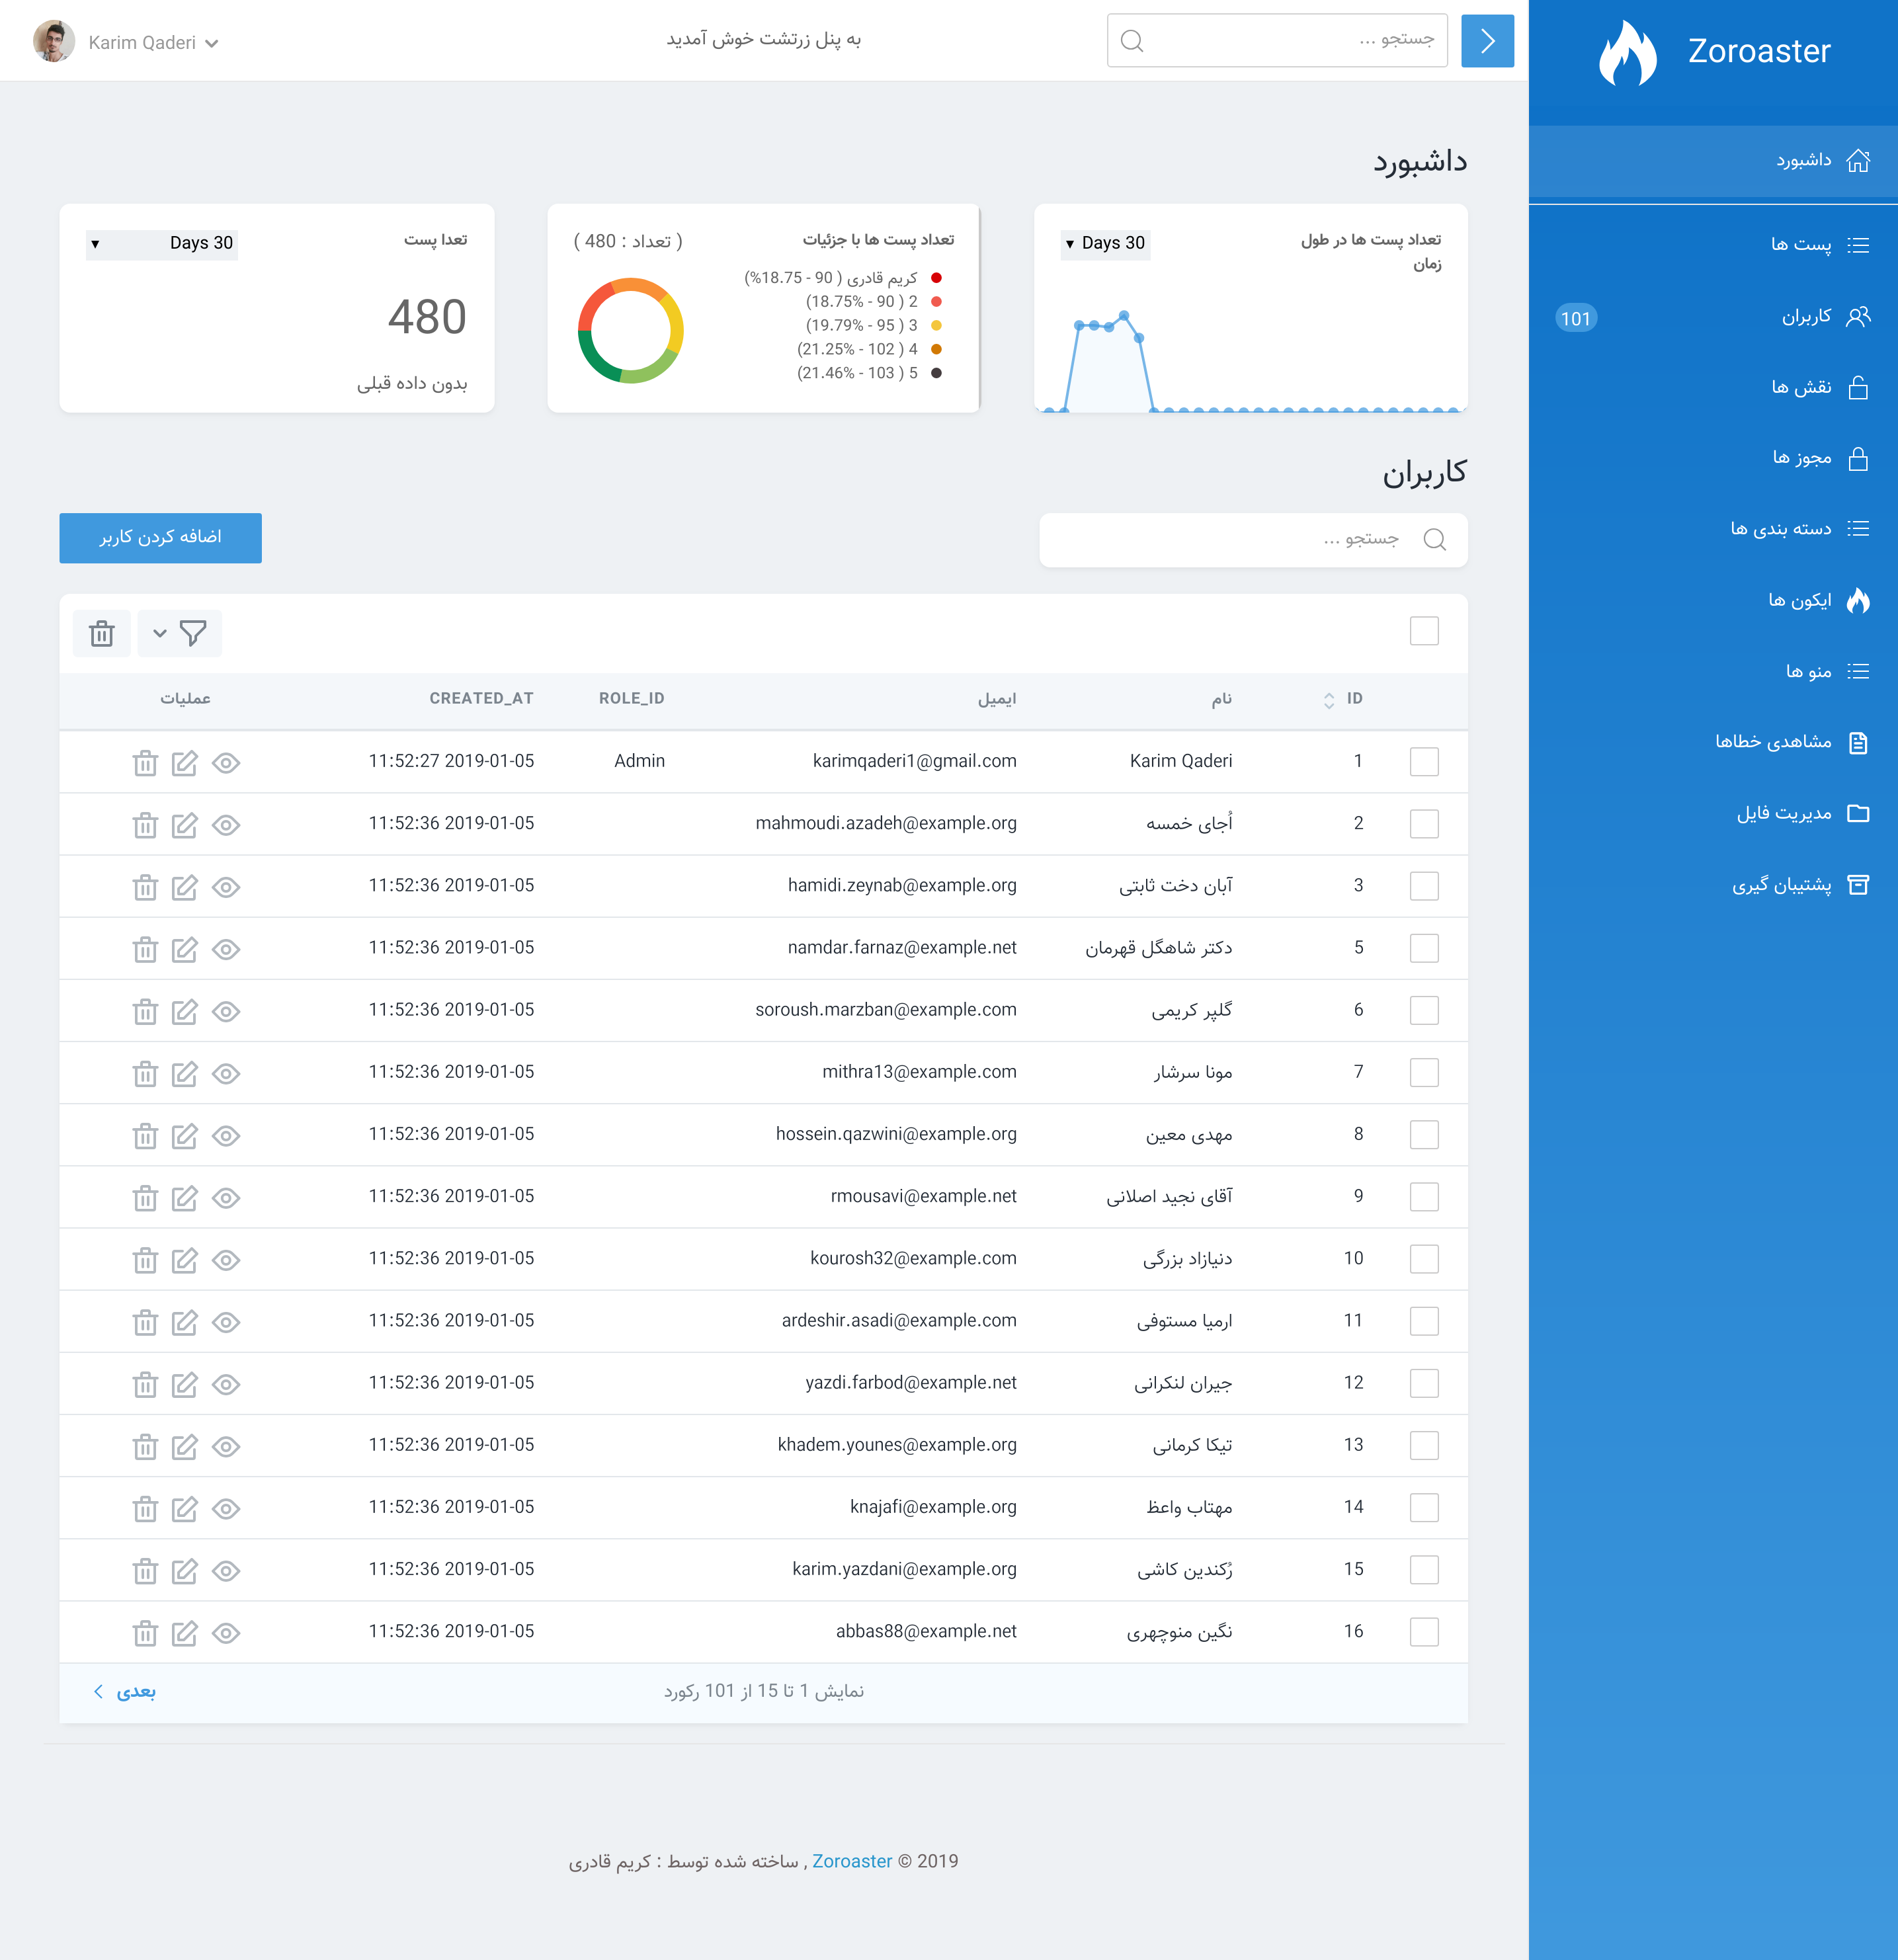 Zoroaster
داشبورد
پست ها
کاربران
101
نقش ها
مجوز ها
دسته بندی ها
ایکون ها
منو ها
مشاهدی خطاها
مدیریت فایل
پشتیبان گیری
جستجو ...
به پنل زرتشت خوش آمدید
Karim Qaderi
داشبورد
تعداد پست ها در طول
زمان
30 Days
تعداد پست ها با جزئیات
( تعداد : 480 )
کریم قادری ( 90 - 18.75%)
2 ( 90 - 18.75%)
3 ( 95 - 19.79%)
4 ( 102 - 21.25%)
5 ( 103 - 21.46%)
تعدا پست
30 Days
480
بدون داده قبلی
کاربران
جستجو ...
اضافه کردن کاربر
ID نام ایمیل ROLE_ID CREATED_AT عملیات
1 Karim Qaderi karimqaderi1@gmail.com Admin 2019-01-05 11:52:27
2 اُجای خمسه mahmoudi.azadeh@example.org 2019-01-05 11:52:36
3 آبان دخت ثابتی hamidi.zeynab@example.org 2019-01-05 11:52:36
5 دکتر شاهگل قهرمان namdar.farnaz@example.net 2019-01-05 11:52:36
6 گلپر کریمی soroush.marzban@example.com 2019-01-05 11:52:36
7 مونا سرشار mithra13@example.com 2019-01-05 11:52:36
8 مهدی معین hossein.qazwini@example.org 2019-01-05 11:52:36
9 آقای نجید اصلانی rmousavi@example.net 2019-01-05 11:52:36
10 دنیازاد بزرگی kourosh32@example.com 2019-01-05 11:52:36
11 ارمیا مستوفی ardeshir.asadi@example.com 2019-01-05 11:52:36
12 جیران لنکرانی yazdi.farbod@example.net 2019-01-05 11:52:36
13 تیکا کرمانی khadem.younes@example.org 2019-01-05 11:52:36
14 مهتاب واعظ knajafi@example.org 2019-01-05 11:52:36
15 رُکندین کاشی karim.yazdani@example.org 2019-01-05 11:52:36
16 نگین منوچهری abbas88@example.net 2019-01-05 11:52:36
نمایش 1 تا 15 از 101 رکورد
بعدی
2019 © Zoroaster , ساخته شده توسط : کریم قادری